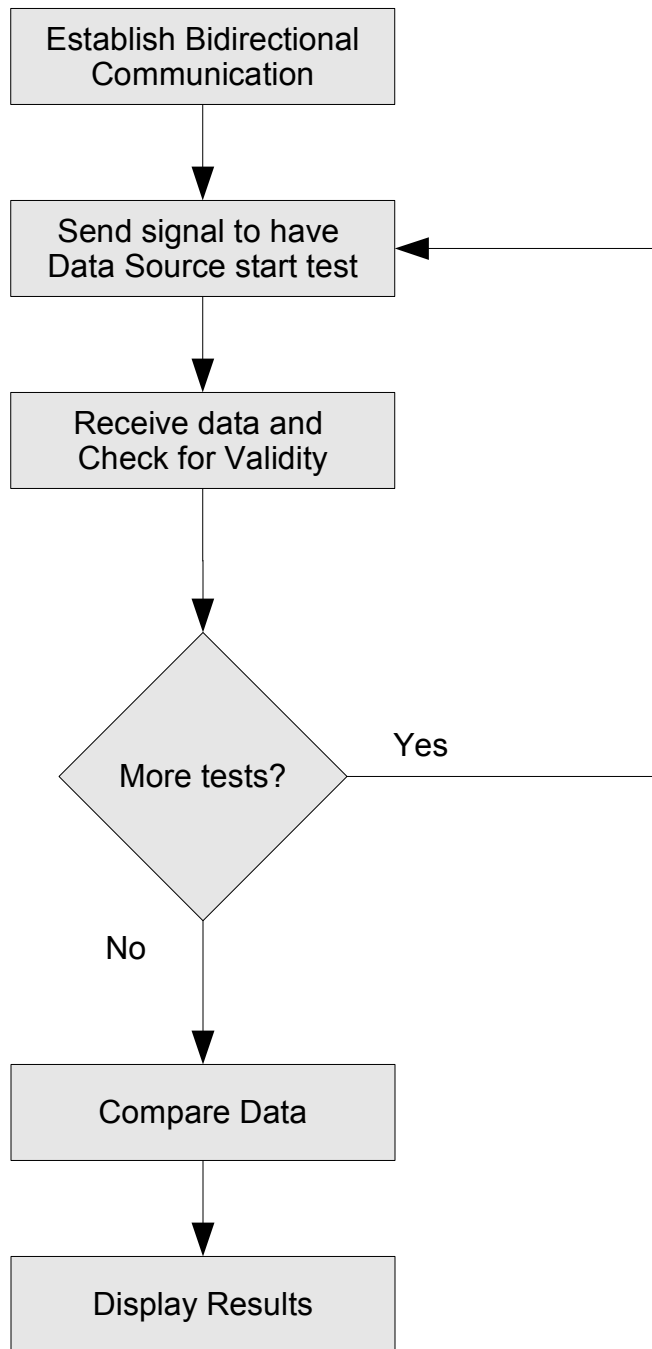 Establish Bidirectional
Communication
Send signal to have
Data Source start test
Receive data and
Check for Validity
More tests?
Yes
No
Compare Data
Display Results